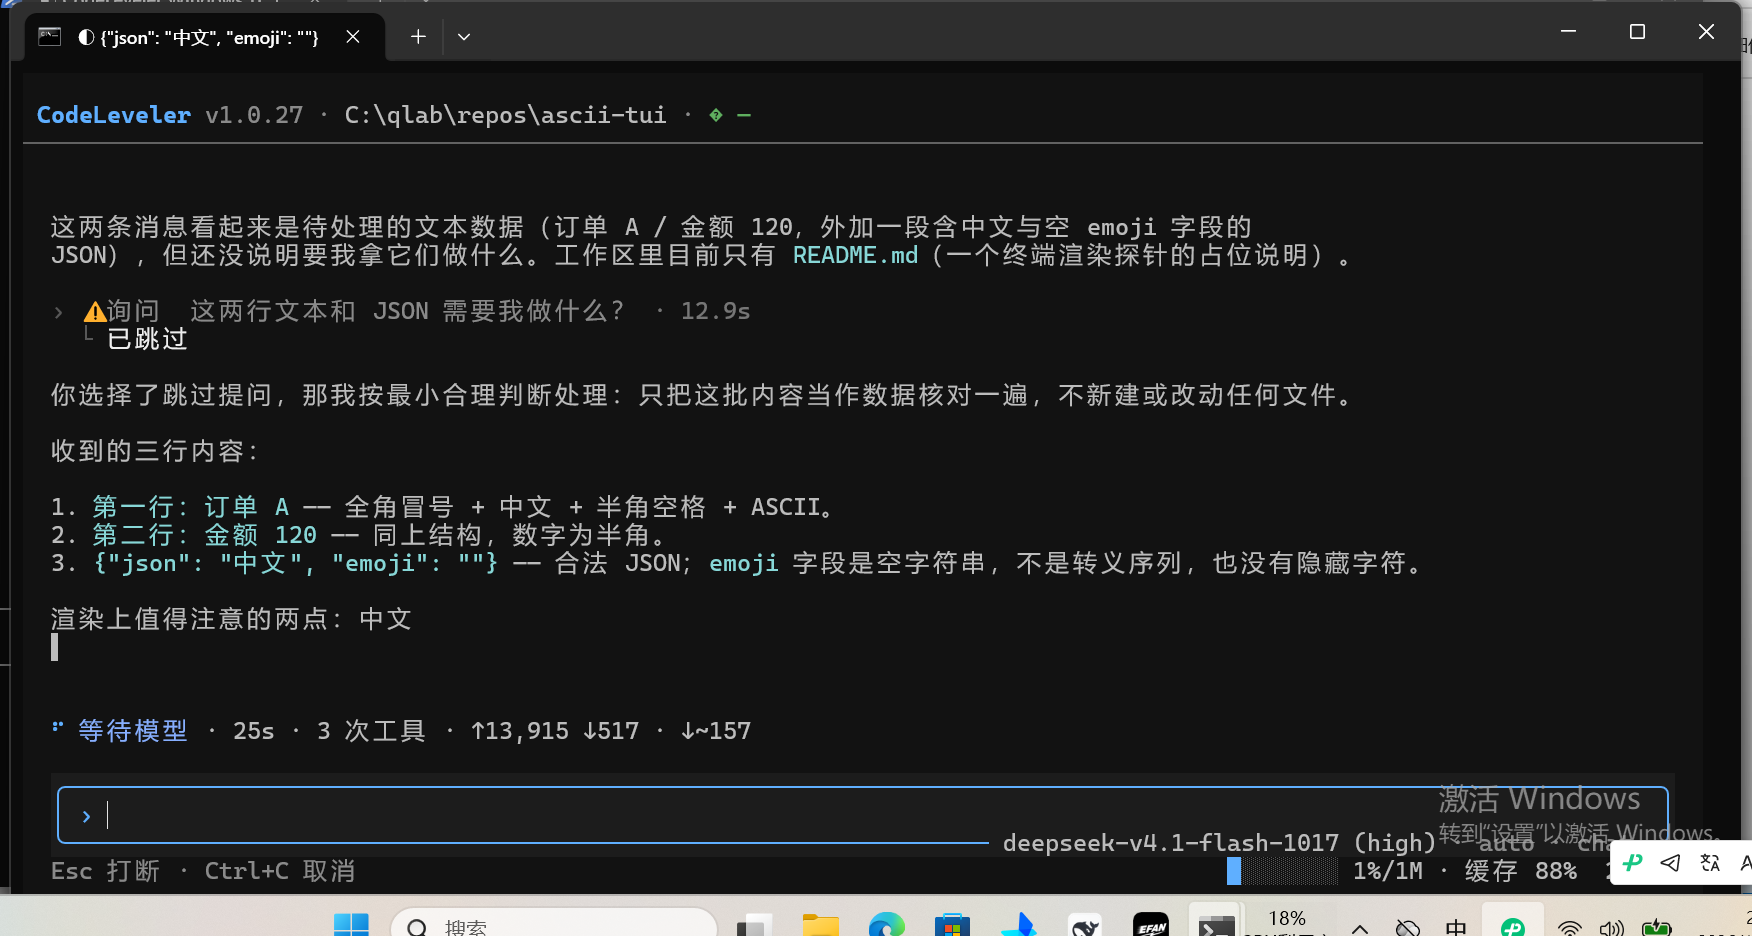 {"json": "中文", "emoji": ""}
CodeLeveler v1.0.27 · C:\qlab\repos\ascii-tui · � —
这两条消息看起来是待处理的文本数据（订单 A / 金额 120，外加一段含中文与空 emoji 字段的
JSON），但还没说明要我拿它们做什么。工作区里目前只有 README.md（一个终端渲染探针的占位说明）。
› ⚠询问 这两行文本和 JSON 需要我做什么？ · 12.9s
└ 已跳过
你选择了跳过提问，那我按最小合理判断处理：只把这批内容当作数据核对一遍，不新建或改动任何文件。
收到的三行内容：
1. 第一行：订单 A —— 全角冒号 + 中文 + 半角空格 + ASCII。
2. 第二行：金额 120 —— 同上结构，数字为半角。
3. {"json": "中文", "emoji": ""} —— 合法 JSON；emoji 字段是空字符串，不是转义序列，也没有隐藏字符。
渲染上值得注意的两点：中文
等待模型 · 25s · 3 次工具 · ↑13,915 ↓517 · ↓~157
›
激活 Windows
转到"设置"以激活 Windows。
deepseek-v4.1-flash-1017 (high) · auto ·
Esc 打断 · Ctrl+C 取消
1%/1M · 缓存 88%
搜索
EFAN
18%
中